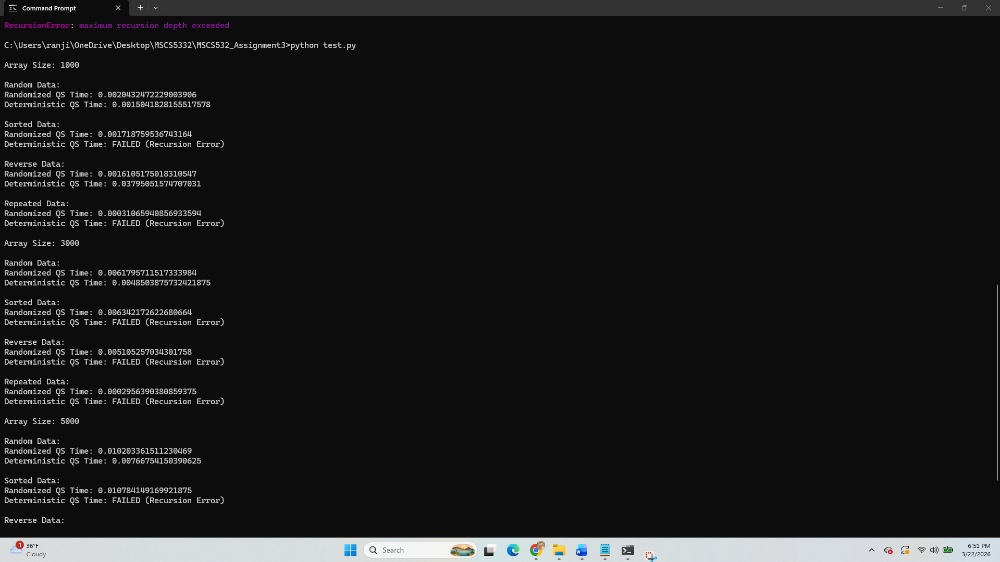 Command Prompt
RecursionError: maximum recursion depth exceeded
C:\Users\ranji\OneDrive\Desktop\MSCS5332\MSCS532_Assignment3>python test.py
Array Size: 1000
Random Data:
Randomized QS Time: 0.0020432472229003906
Deterministic QS Time: 0.0015041828155517578
Sorted Data:
Randomized QS Time: 0.001718759536743164
Deterministic QS Time: FAILED (Recursion Error)
Reverse Data:
Randomized QS Time: 0.0016105175018310547
Deterministic QS Time: 0.03795051574707031
Repeated Data:
Randomized QS Time: 0.00031065940856933594
Deterministic QS Time: FAILED (Recursion Error)
Array Size: 3000
Random Data:
Randomized QS Time: 0.0061795711517333984
Deterministic QS Time: 0.0048503875732421875
Sorted Data:
Randomized QS Time: 0.006342172622680664
Deterministic QS Time: FAILED (Recursion Error)
Reverse Data:
Randomized QS Time: 0.005105257034301758
Deterministic QS Time: FAILED (Recursion Error)
Repeated Data:
Randomized QS Time: 0.0002956390380859375
Deterministic QS Time: FAILED (Recursion Error)
Array Size: 5000
Random Data:
Randomized QS Time: 0.010203361511230469
Deterministic QS Time: 0.00766754150390625
Sorted Data:
Randomized QS Time: 0.010784149169921875
Deterministic QS Time: FAILED (Recursion Error)
Reverse Data:
1
36°F
Cloudy
Search
6:51 PM
3/22/2026